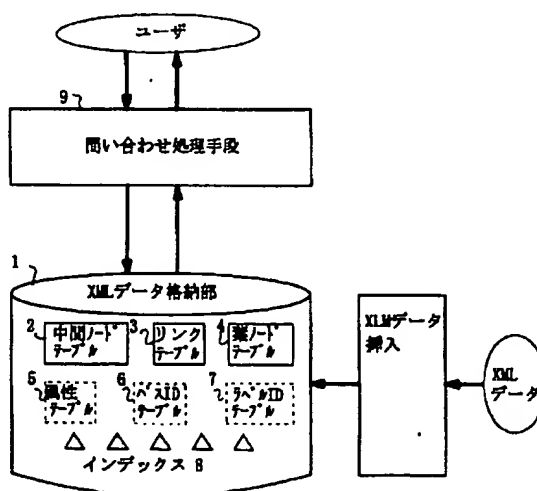 ユーザ
9
問い合わせ処理手段
1
XMLデータ格納部
2
中間ノード
テーブル
3
リンク
テーブル
4
葉ノード
テーブル
5
属性
テーブル
6
パスID
テーブル
7
ラベルID
テーブル
インデックス 8
XLMデータ
挿入
XML
データ